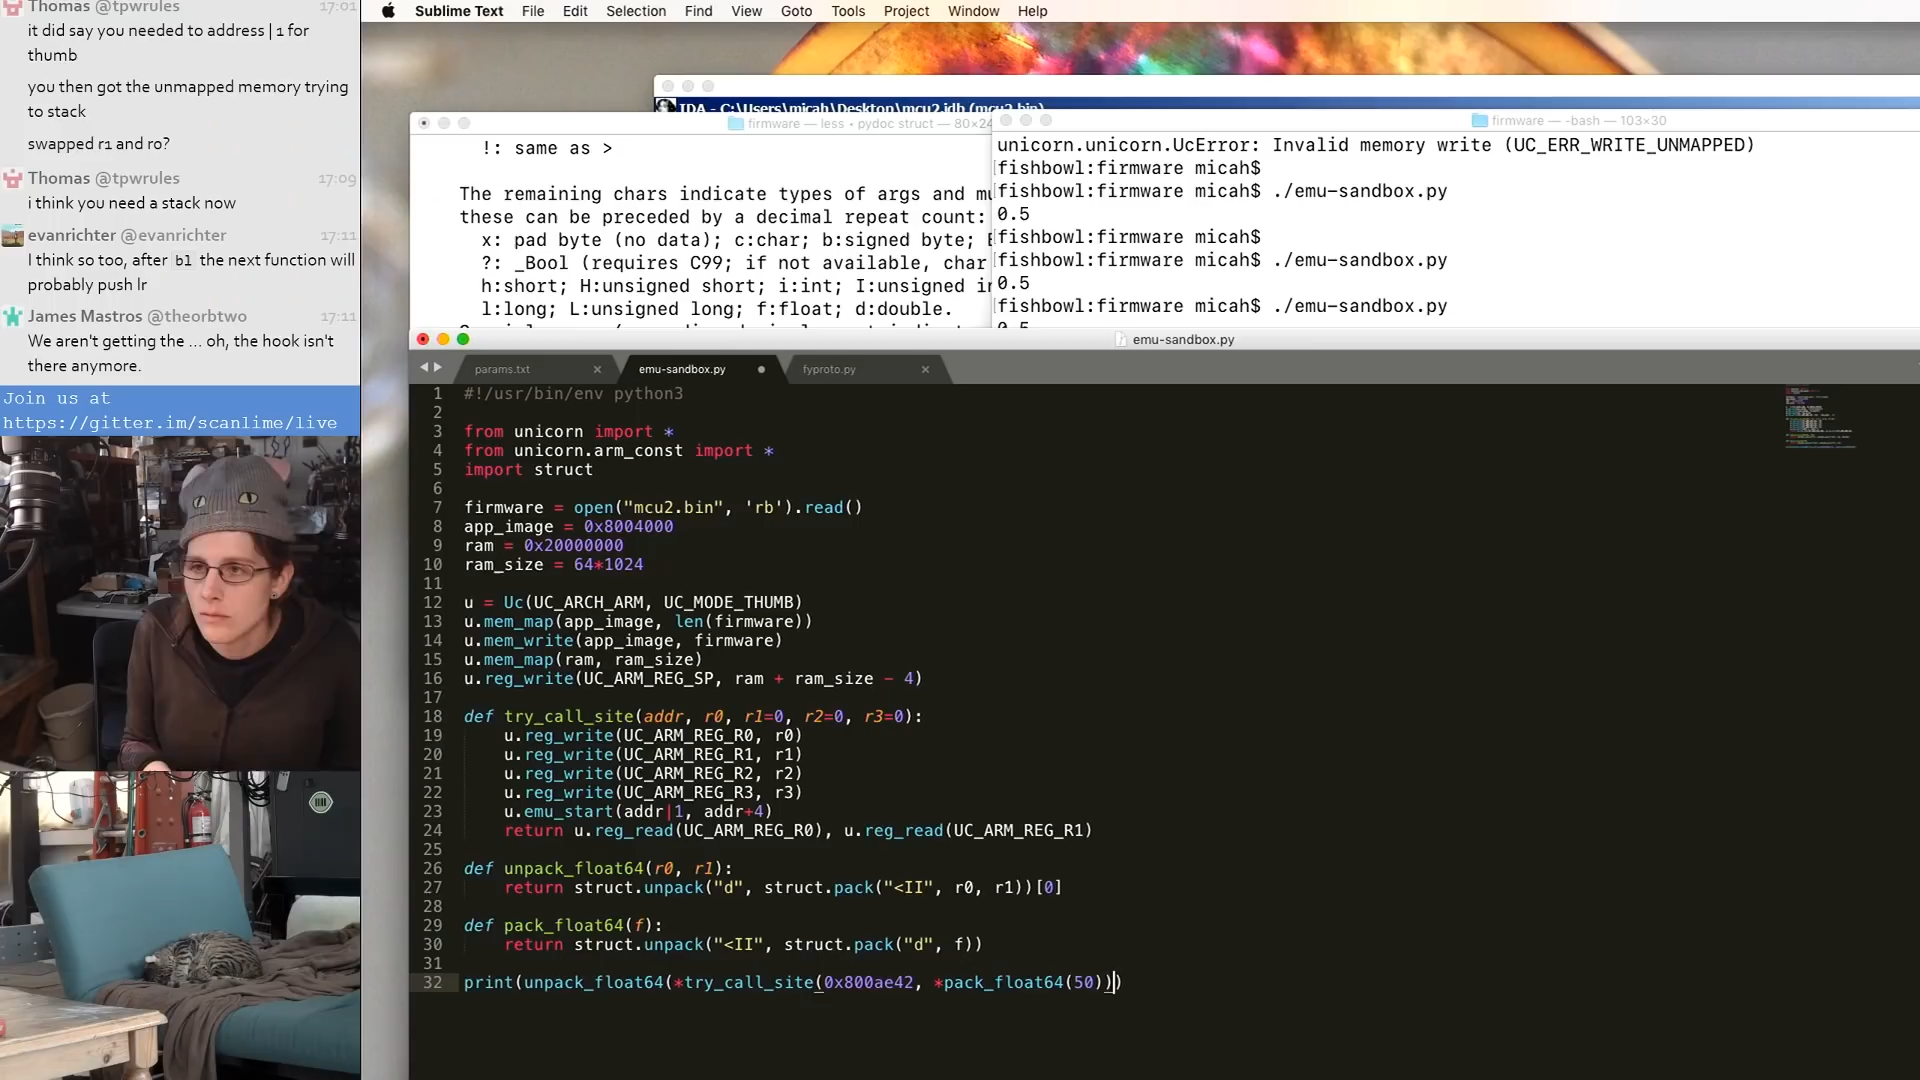 Thomas @tpwrules 17:01
it did say you needed to address | 1 for
thumb
you then got the unmapped memory trying
to stack
swapped r1 and r0?
Thomas @tpwrules 17:09
i think you need a stack now
evanrichter @evanrichter 17:11
I think so too, after bl the next function will
probably push lr
James Mastros @theorbtwo 17:11
We aren't getting the ... oh, the hook isn't
there anymore.
Join us at
https://gitter.im/scanlime/live
Sublime Text File Edit Selection Find View Goto Tools Project Window Help
IDA - C:\Users\micah\Desktop\mcu2.idb (mcu2.bin)
firmware — less • pydoc struct — 80×24
!: same as >
The remaining chars indicate types of args and mu
these can be preceded by a decimal repeat count:
x: pad byte (no data); c:char; b:signed byte;
?: _Bool (requires C99; if not available, char
h:short; H:unsigned short; i:int; I:unsigned in
l:long; L:unsigned long; f:float; d:double.
firmware — -bash — 103×30
unicorn.unicorn.UcError: Invalid memory write (UC_ERR_WRITE_UNMAPPED)
fishbowl:firmware micah$
fishbowl:firmware micah$ ./emu-sandbox.py
0.5
fishbowl:firmware micah$
fishbowl:firmware micah$ ./emu-sandbox.py
0.5
fishbowl:firmware micah$ ./emu-sandbox.py
0.5
emu-sandbox.py
params.txt emu-sandbox.py fyproto.py
1 #!/usr/bin/env python3
2
3 from unicorn import *
4 from unicorn.arm_const import *
5 import struct
6
7 firmware = open("mcu2.bin", 'rb').read()
8 app_image = 0x8004000
9 ram = 0x20000000
10 ram_size = 64*1024
11
12 u = Uc(UC_ARCH_ARM, UC_MODE_THUMB)
13 u.mem_map(app_image, len(firmware))
14 u.mem_write(app_image, firmware)
15 u.mem_map(ram, ram_size)
16 u.reg_write(UC_ARM_REG_SP, ram + ram_size - 4)
17
18 def try_call_site(addr, r0, r1=0, r2=0, r3=0):
19 u.reg_write(UC_ARM_REG_R0, r0)
20 u.reg_write(UC_ARM_REG_R1, r1)
21 u.reg_write(UC_ARM_REG_R2, r2)
22 u.reg_write(UC_ARM_REG_R3, r3)
23 u.emu_start(addr|1, addr+4)
24 return u.reg_read(UC_ARM_REG_R0), u.reg_read(UC_ARM_REG_R1)
25
26 def unpack_float64(r0, r1):
27 return struct.unpack("d", struct.pack("<II", r0, r1))[0]
28
29 def pack_float64(f):
30 return struct.unpack("<II", struct.pack("d", f))
31
32 print(unpack_float64(*try_call_site(0x800ae42, *pack_float64(50))))